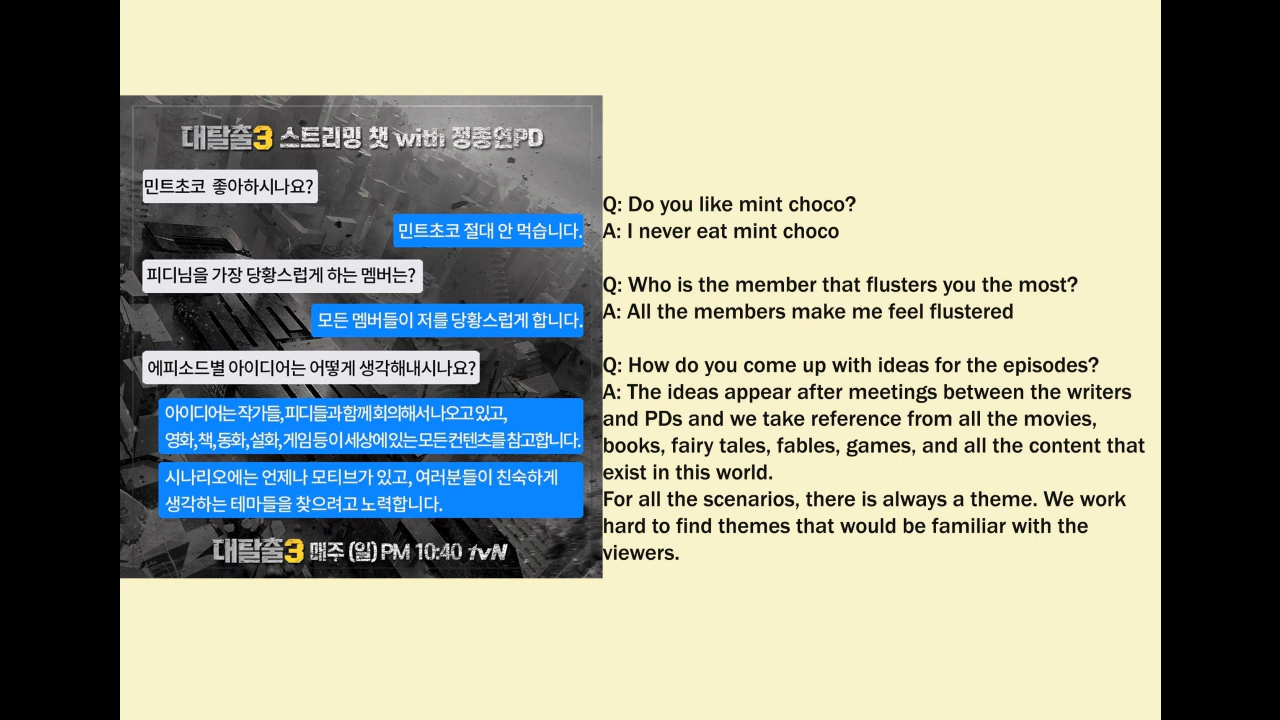 대탈출3 스트리밍 챗 with 정종연PD
민트초코 좋아하시나요?
민트초코 절대 안 먹습니다.
피디님을 가장 당황스럽게 하는 멤버는?
모든 멤버들이 저를 당황스럽게 합니다.
에피소드별 아이디어는 어떻게 생각해내시나요?
아이디어는 작가들, 피디들과 함께 회의해서 나오고 있고,
영화, 책, 동화, 설화, 게임 등 이 세상에 있는 모든 컨텐츠를 참고합니다.
시나리오에는 언제나 모티브가 있고, 여러분들이 친숙하게
생각하는 테마들을 찾으려고 노력합니다.
대탈출3 매주 (일) PM 10:40 tvN
Q: Do you like mint choco?
A: I never eat mint choco
Q: Who is the member that flusters you the most?
A: All the members make me feel flustered
Q: How do you come up with ideas for the episodes?
A: The ideas appear after meetings between the writers
and PDs and we take reference from all the movies,
books, fairy tales, fables, games, and all the content that
exist in this world.
For all the scenarios, there is always a theme. We work
hard to find themes that would be familiar with the
viewers.